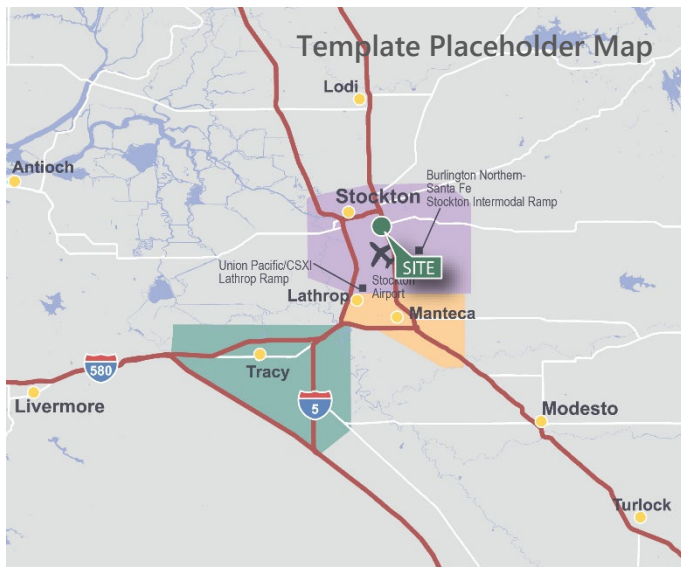 Template Placeholder Map
Lodi
Antioch
Burlington Northern-
Santa Fe
Stockton Intermodal Ramp
Stockton
SITE
Union Pacific/CSXI
Lathrop Ramp
Stockton
Airport
Lathrop
Manteca
580
Tracy
Livermore
5
Modesto
Turlock